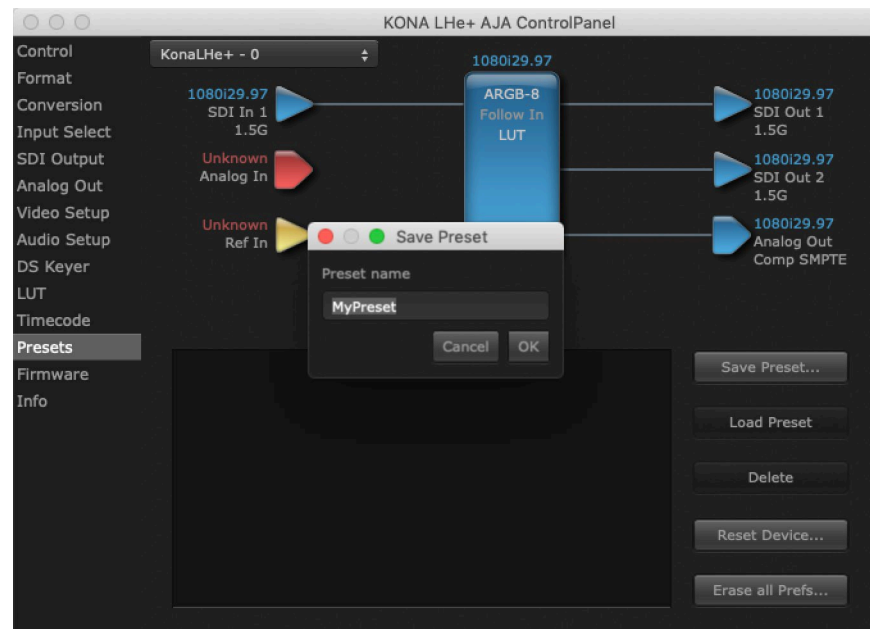 KONA LHe+ AJA ControlPanel
Control
Format
Conversion
Input Select
SDI Output
Analog Out
Video Setup
Audio Setup
DS Keyer
LUT
Timecode
Presets
Firmware
Info
KonaLHe+ - 0
1080i29.97
SDI In 1
1.5G
Unknown
Analog In
Unknown
Ref In
1080i29.97
ARGB-8
Follow In
LUT
1080i29.97
SDI Out 1
1.5G
1080i29.97
SDI Out 2
1.5G
1080i29.97
Analog Out
Comp SMPTE
Save Preset
Preset name
MyPreset
Cancel
OK
Save Preset...
Load Preset
Delete
Reset Device...
Erase all Prefs...